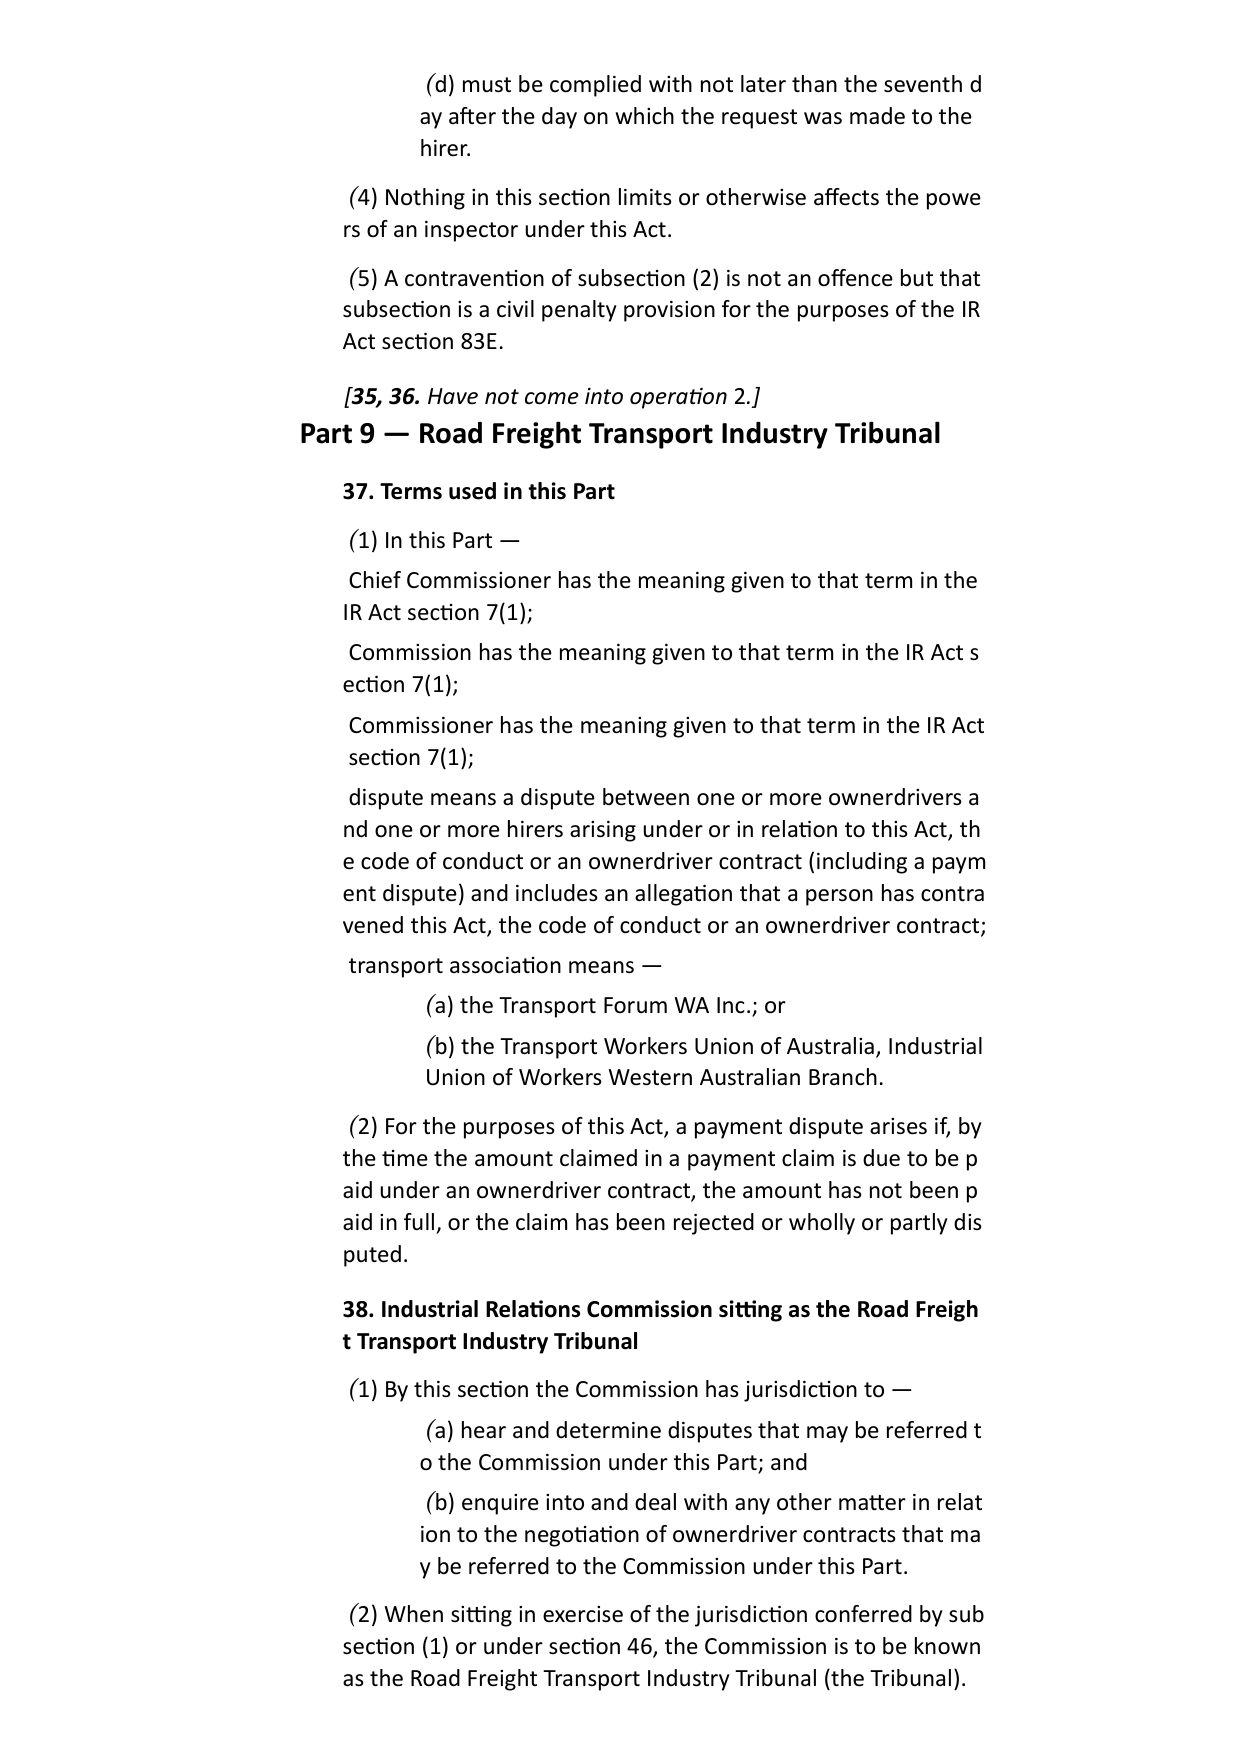 (d) must be complied with not later than the seventh d
ay after the day on which the request was made to the
hirer.
(4) Nothing in this section limits or otherwise affects the powe
rs of an inspector under this Act.
(5) A contravention of subsection (2) is not an offence but that
subsection is a civil penalty provision for the purposes of the IR
Act section 83E.
[35, 36. Have not come into operation 2.]
Part 9 — Road Freight Transport Industry Tribunal
37. Terms used in this Part
(1) In this Part —
Chief Commissioner has the meaning given to that term in the
IR Act section 7(1);
Commission has the meaning given to that term in the IR Act s
ection 7(1);
Commissioner has the meaning given to that term in the IR Act
section 7(1);
dispute means a dispute between one or more ownerdrivers a
nd one or more hirers arising under or in relation to this Act, th
e code of conduct or an ownerdriver contract (including a paym
ent dispute) and includes an allegation that a person has contra
vened this Act, the code of conduct or an ownerdriver contract;
transport association means —
(a) the Transport Forum WA Inc.; or
(b) the Transport Workers Union of Australia, Industrial
Union of Workers Western Australian Branch.
(2) For the purposes of this Act, a payment dispute arises if, by
the time the amount claimed in a payment claim is due to be p
aid under an ownerdriver contract, the amount has not been p
aid in full, or the claim has been rejected or wholly or partly dis
puted.
38. Industrial Relations Commission sitting as the Road Freigh
t Transport Industry Tribunal
(1) By this section the Commission has jurisdiction to —
(a) hear and determine disputes that may be referred t
o the Commission under this Part; and
(b) enquire into and deal with any other matter in relat
ion to the negotiation of ownerdriver contracts that ma
y be referred to the Commission under this Part.
(2) When sitting in exercise of the jurisdiction conferred by sub
section (1) or under section 46, the Commission is to be known
as the Road Freight Transport Industry Tribunal (the Tribunal).